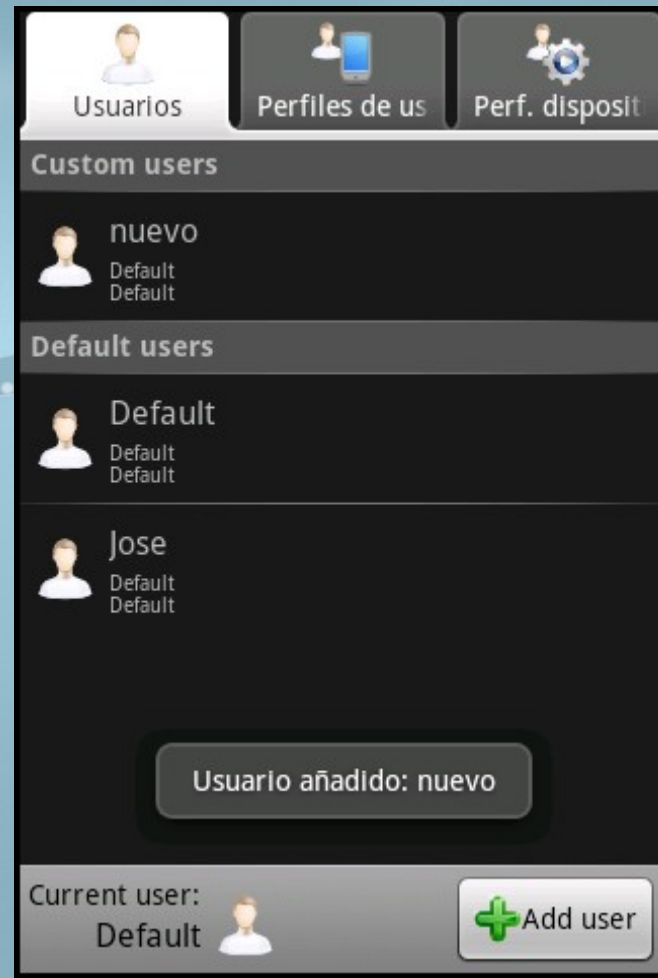 Usuarios
Perfiles de us
Perf. disposit
Custom users
nuevo
Default
Default
Default users
Default
Default
Default
Jose
Default
Default
Usuario añadido: nuevo
Current user:
Default
Add user